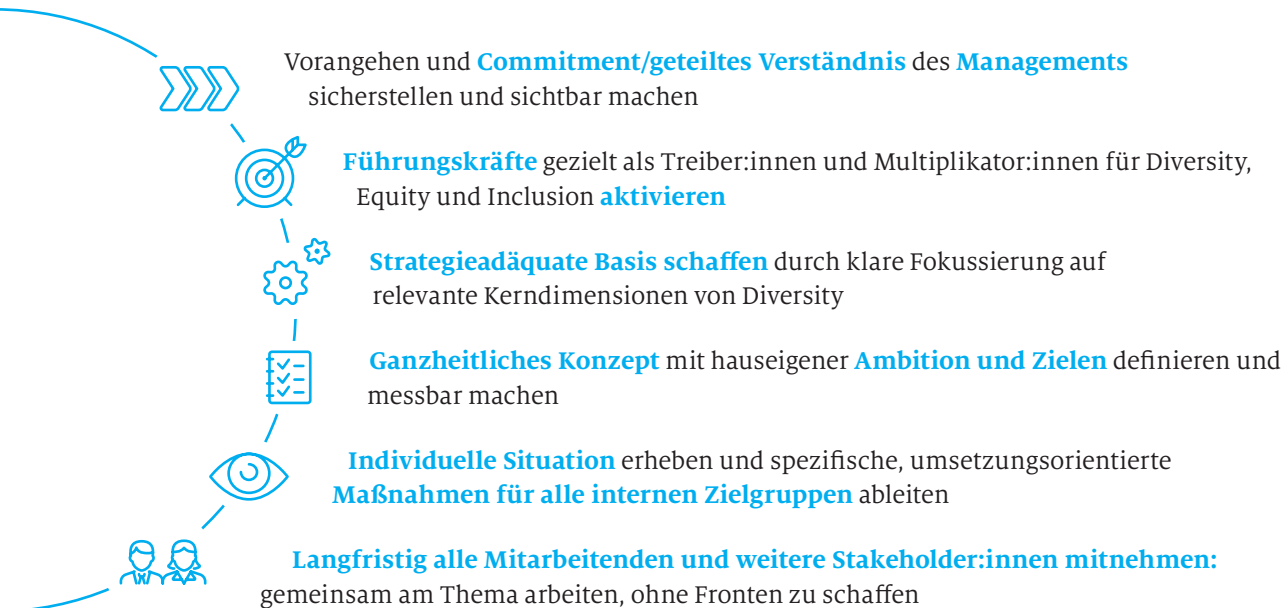 Vorangehen und Commitment/geteiltes Verständnis des Managements
sicherstellen und sichtbar machen
Führungskräfte gezielt als Treiber:innen und Multiplikator:innen für Diversity,
Equity und Inclusion aktivieren
Strategieadäquate Basis schaffen durch klare Fokussierung auf
relevante Kerndimensionen von Diversity
Ganzheitliches Konzept mit hauseigener Ambition und Zielen definieren und
messbar machen
Individuelle Situation erheben und spezifische, umsetzungsorientierte
Maßnahmen für alle internen Zielgruppen ableiten
Langfristig alle Mitarbeitenden und weitere Stakeholder:innen mitnehmen:
gemeinsam am Thema arbeiten, ohne Fronten zu schaffen